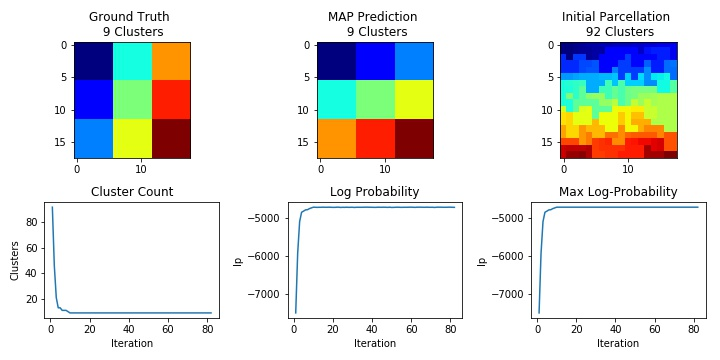 Ground Truth
9 Clusters
0
5
10
15
0
10
MAP Prediction
9 Clusters
0
5
10
15
0
10
Initial Parcellation
92 Clusters
0
5
10
15
0
10
Cluster Count
Clusters
80
60
40
20
0
20
40
60
80
Iteration
Log Probability
lp
−5000
−6000
−7000
0
20
40
60
80
Iteration
Max Log-Probability
lp
−5000
−6000
−7000
0
20
40
60
80
Iteration